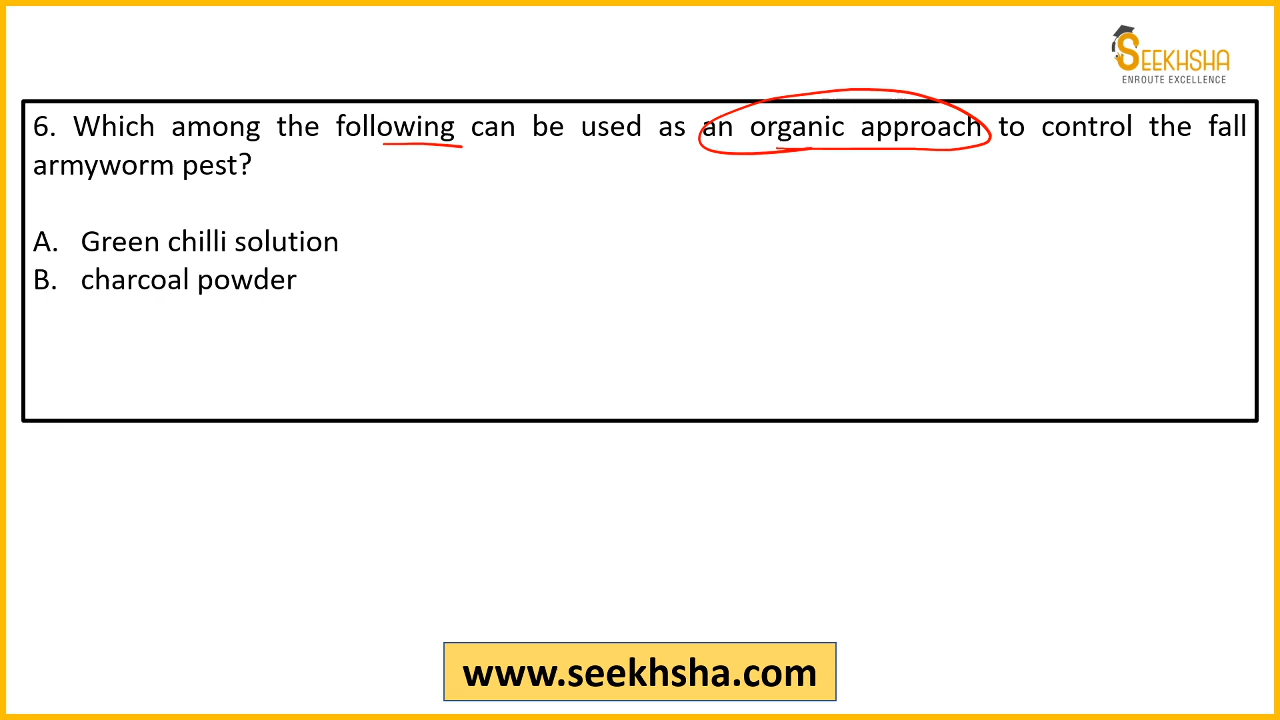 SEEKHSHA
ENROUTE EXCELLENCE
6. Which among the following can be used as an organic approach to control the fall
armyworm pest?
A. Green chilli solution
B. charcoal powder
www.seekhsha.com